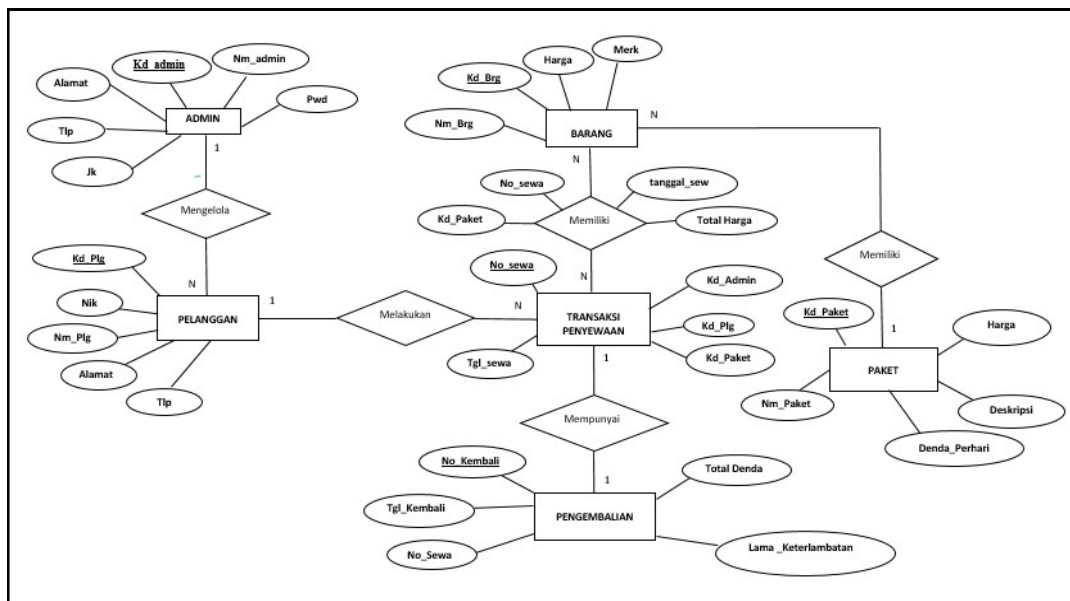 Kd_admin
Nm_admin
Alamat
Pwd
Tlp
ADMIN
Jk
1
Mengelola
N
Kd_Plg
Nik
PELANGGAN
Nm_Plg
Alamat
Tlp
1
Melakukan
N
Merk
Harga
Kd_Brg
Nm_Brg
BARANG
N
N
No_sewa
tanggal_sew
Kd_Paket
Memiliki
Total Harga
N
No_sewa
Kd_Admin
TRANSAKSI
PENYEWAAN
Kd_Plg
Tgl_sewa
Kd_Paket
1
Mempunyai
1
No_Kembali
Total Denda
Tgl_Kembali
PENGEMBALIAN
No_Sewa
Lama _Keterlambatan
Memiliki
1
Kd_Paket
Harga
PAKET
Nm_Paket
Deskripsi
Denda_Perhari